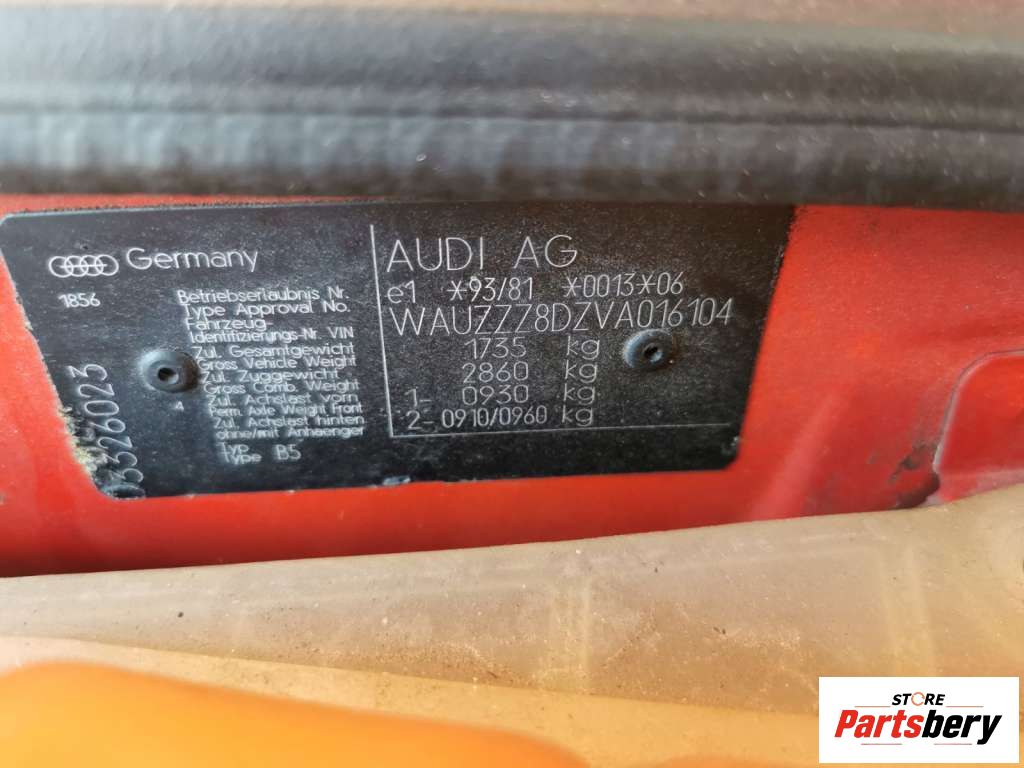 Germany
1856
Betriebserlaubnis Nr.
Type Approval No.
Fahrzeug-
Identifizierungs-Nr. VIN
Zul. Gesamtgewicht
Gross Vehicle Weight
Zul. Zuggewicht
Gross Comb. Weight
Zul. Achslast vorn
4 Perm. Axle Weight Front
Zul. Achslast hinten
ohne/mit Anhaenger
Typ
Type B5
AUDI AG
e1 *93/81 *0013*06
WAUZZZ8DZVA016104
1735 kg
2860 kg
1- 0930 kg
2- 0910/0960 kg
03326023
STORE
Partsbery